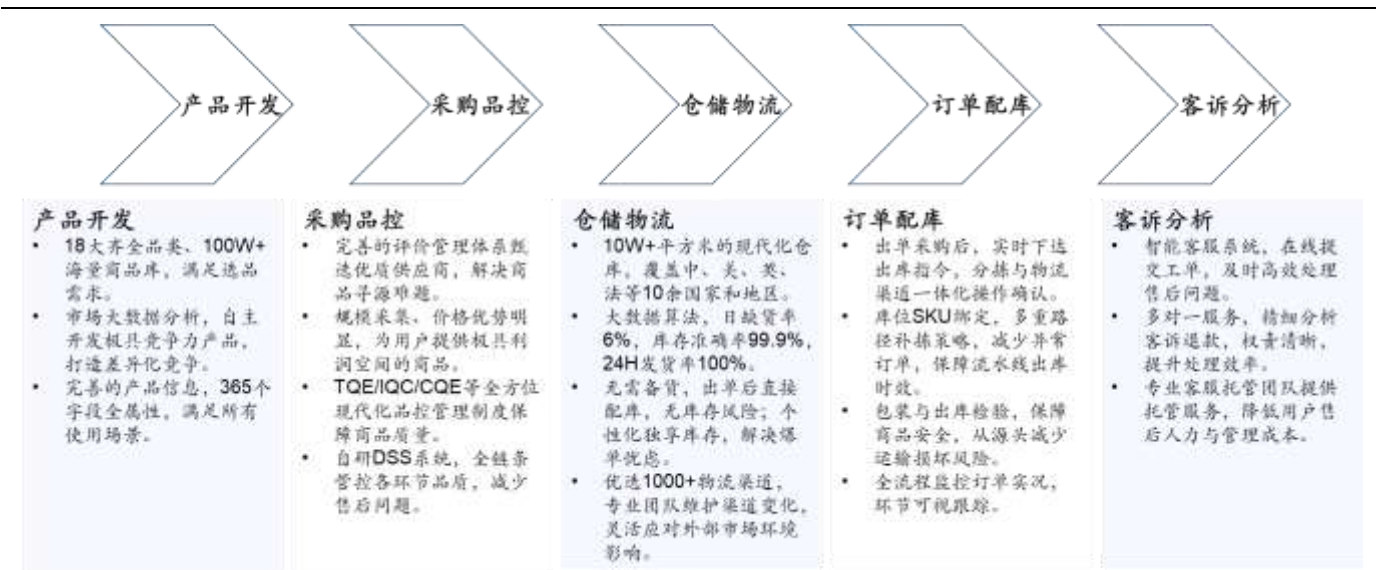 产品开发
采购品控
仓储物流
订单配库
客诉分析
产品开发
• 18大齐全品类、100W+
海量商品库，满足选品
需求。
• 市场大数据分析，自主
开发极具竞争力产品，
打造差异化竞争。
• 完善的产品信息，365个
字段全属性，满足所有
使用场景。
采购品控
• 完善的评价管理体系甄
选优质供应商，解决商
品寻源难题。
• 规模采集、价格优势明
显，为用户提供极具利
润空间的商品。
• TQE/IQC/CQE等全方位
现代化品控管理制度保
障商品质量。
• 自研DSS系统，全链条
管控各环节品质，减少
售后问题。
仓储物流
• 10W+平方米的现代化仓
库，覆盖中、美、英、
法等10余国家和地区。
• 大数据算法，日缺货率
6%，库存准确率99.9%，
24H发货率100%。
• 无需备货，出单后直接
配库，无库存风险；个
性化独享库存，解决爆
单忧虑。
• 优选1000+物流渠道，
专业团队维护渠道变化，
灵活应对外部市场环境
影响。
订单配库
• 出单采购后，实时下达
出库指令，分拣与物流
渠道一体化操作确认。
• 库位SKU绑定，多重路
径补拣策略，减少异常
订单，保障流水线出库
时效。
• 包装与出库检验，保障
商品安全，从源头减少
运输损坏风险。
• 全流程监控订单实况，
环节可视跟踪。
客诉分析
• 智能客服系统，在线提
交工单，及时高效处理
售后问题。
• 多对一服务，精细分析
客诉退款，权责清晰，
提升处理效率。
• 专业客服托管团队提供
托管服务，降低用户售
后人力与管理成本。